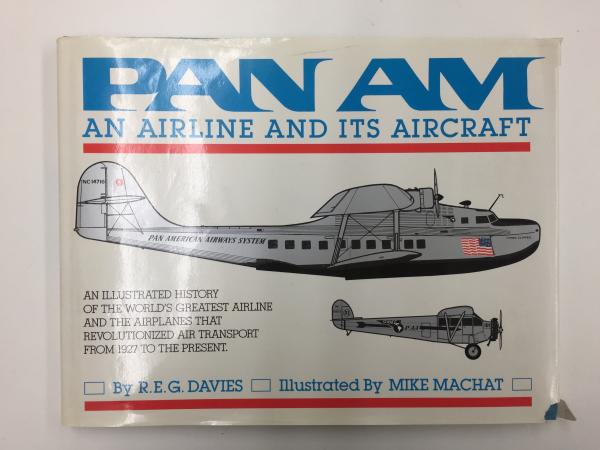 PAN AM
AN AIRLINE AND ITS AIRCRAFT
NC 14716
PAN AMERICAN AIRWAYS SYSTEM
AN ILLUSTRATED HISTORY
OF THE WORLD'S GREATEST AIRLINE
AND THE AIRPLANES THAT
REVOLUTIONIZED AIR TRANSPORT
FROM 1927 TO THE PRESENT.
By R.E.G. DAVIES Illustrated By MIKE MACHAT